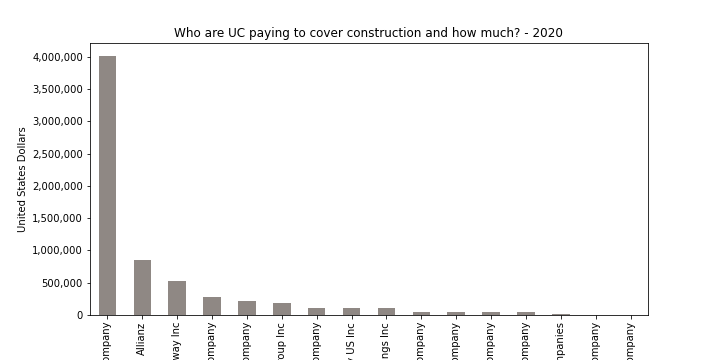 Who are UC paying to cover construction and how much? - 2020
United States Dollars
4,000,000
3,500,000
3,000,000
2,500,000
2,000,000
1,500,000
1,000,000
500,000
0
ompany
Allianz
way Inc
ompany
ompany
oup Inc
ompany
y US Inc
ngs Inc
ompany
ompany
ompany
ompany
panies
ompany
ompany